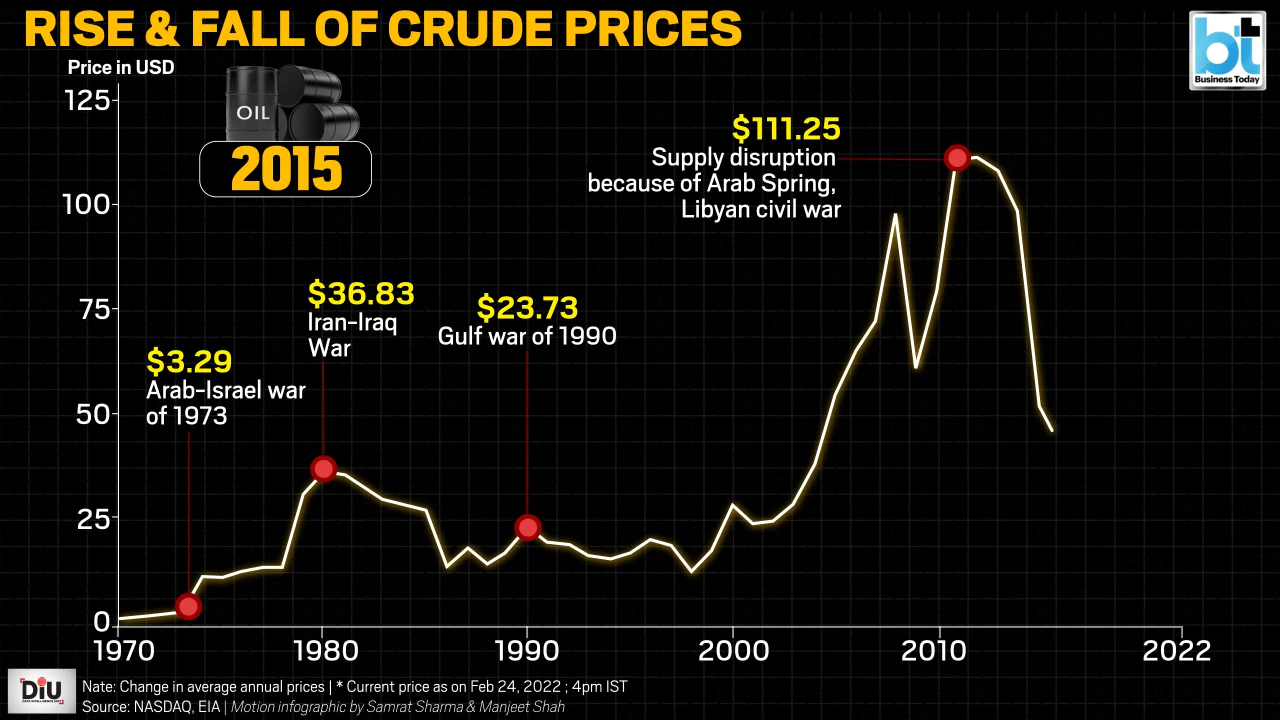 RISE & FALL OF CRUDE PRICES
bt
Business Today
Price in USD
OIL
2015
125
100
75
50
25
0
$3.29
Arab-Israel war
of 1973
$36.83
Iran-Iraq
War
$23.73
Gulf war of 1990
$111.25
Supply disruption
because of Arab Spring,
Libyan civil war
1970
1980
1990
2000
2010
2022
DiU
Nate: Change in average annual prices | * Current price as on Feb 24, 2022 ; 4pm IST
Source: NASDAQ, EIA | Motion infographic by Samrat Sharma & Manjeet Shah